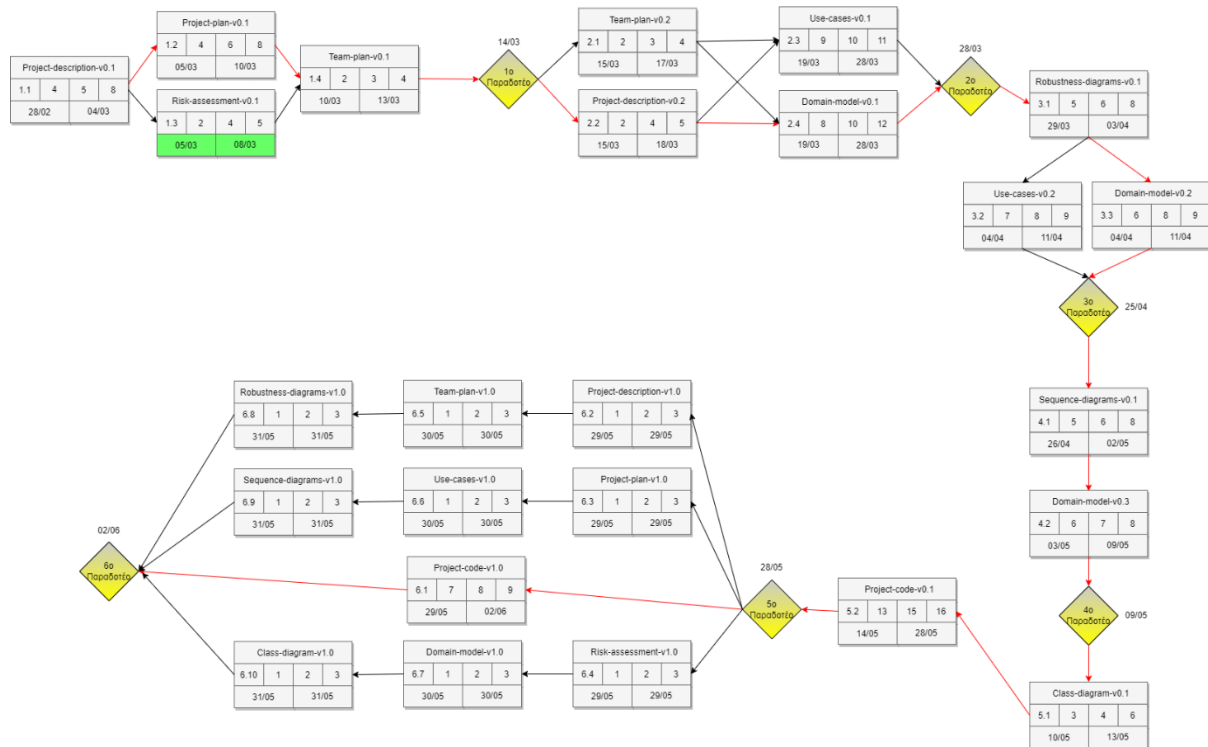 Project-description-v0.1
1.1 4 5 8
28/02 04/03
Project-plan-v0.1
1.2 4 6 8
05/03 10/03
Risk-assessment-v0.1
1.3 2 4 5
05/03 08/03
Team-plan-v0.1
1.4 2 3 4
10/03 13/03
14/03
1ο
Παραδοτέο
Team-plan-v0.2
2.1 2 3 4
15/03 17/03
Project-description-v0.2
2.2 2 4 5
15/03 18/03
Use-cases-v0.1
2.3 9 10 11
19/03 28/03
Domain-model-v0.1
2.4 8 10 12
19/03 28/03
28/03
2ο
Παραδοτέο
Robustness-diagrams-v0.1
3.1 5 6 8
29/03 03/04
Use-cases-v0.2
3.2 7 8 9
04/04 11/04
Domain-model-v0.2
3.3 6 8 9
04/04 11/04
3ο
Παραδοτέο
25/04
Sequence-diagrams-v0.1
4.1 5 6 8
26/04 02/05
Domain-model-v0.3
4.2 6 7 8
03/05 09/05
4ο
Παραδοτέο
09/05
Class-diagram-v0.1
5.1 3 4 6
10/05 13/05
Project-code-v0.1
5.2 13 15 16
14/05 28/05
28/05
5ο
Παραδοτέο
Project-description-v1.0
6.2 1 2 3
29/05 29/05
Project-plan-v1.0
6.3 1 2 3
29/05 29/05
Risk-assessment-v1.0
6.4 1 2 3
29/05 29/05
Team-plan-v1.0
6.5 1 2 3
30/05 30/05
Use-cases-v1.0
6.6 1 2 3
30/05 30/05
Project-code-v1.0
6.1 7 8 9
29/05 02/06
Domain-model-v1.0
6.7 1 2 3
30/05 30/05
Robustness-diagrams-v1.0
6.8 1 2 3
31/05 31/05
Sequence-diagrams-v1.0
6.9 1 2 3
31/05 31/05
Class-diagram-v1.0
6.10 1 2 3
31/05 31/05
02/06
6ο
Παραδοτέο